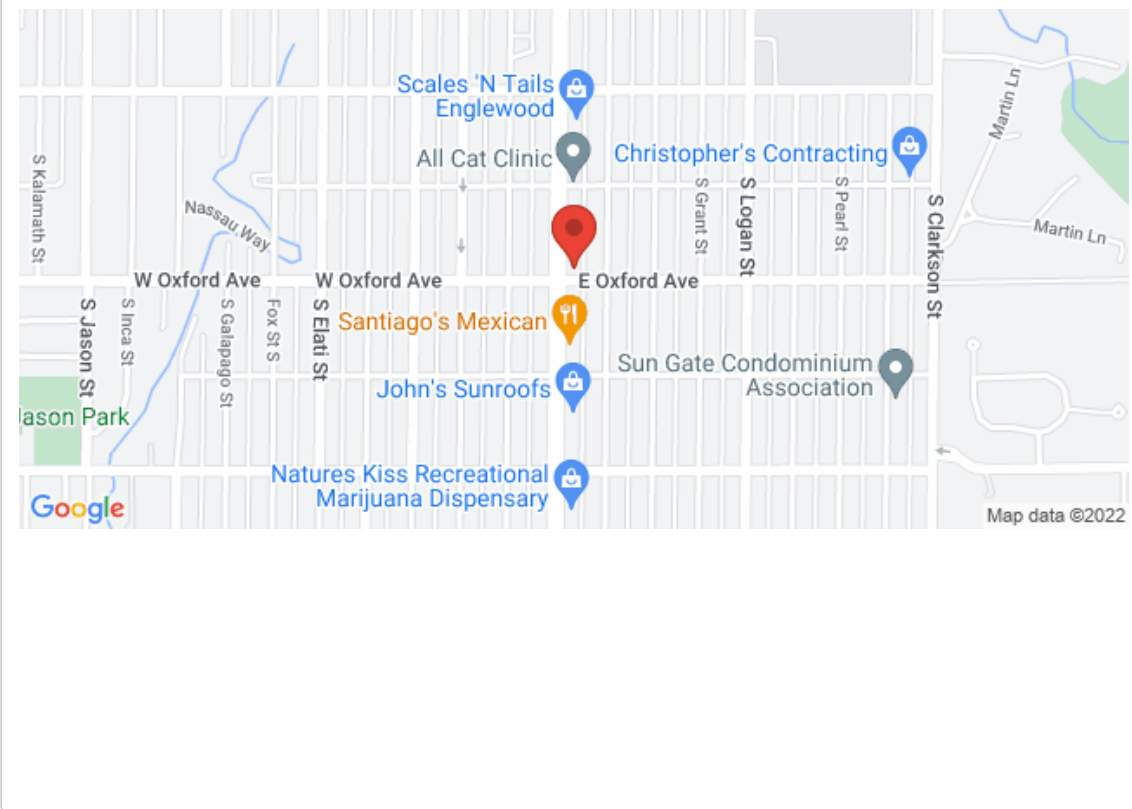 Scales 'N Tails
Englewood
All Cat Clinic
Christopher's Contracting
Martin Ln
S Kalamath St
Nassau Way
S Grant St
S Logan St
S Pearl St
S Clarkson St
Martin Ln
W Oxford Ave
W Oxford Ave
E Oxford Ave
S Jason St
S Inca St
S Galapago St
Fox St S
S Elati St
Santiago's Mexican
Sun Gate Condominium
Association
John's Sunroofs
Jason Park
Natures Kiss Recreational
Marijuana Dispensary
Google
Map data ©2022